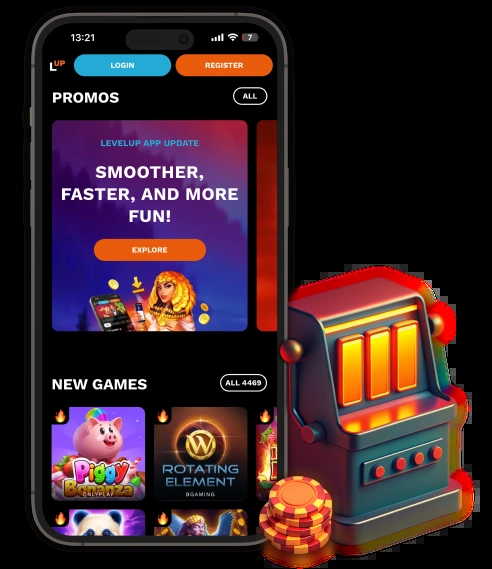 13:21
7
LUP
LOGIN
REGISTER
PROMOS
ALL
LEVELUP APP UPDATE
SMOOTHER,
FASTER, AND MORE
FUN!
EXPLORE
NEW GAMES
ALL 4469
Piggy
Bonanza
ONLYPLAY
W
ROTATING
ELEMENT
BGAMING